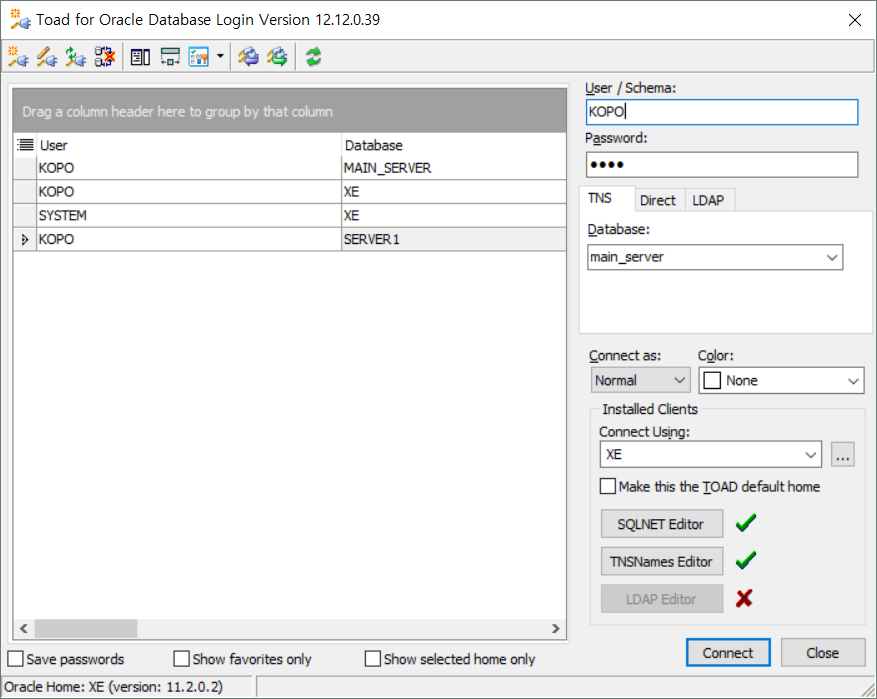 Toad for Oracle Database Login Version 12.12.0.39
Drag a column header here to group by that column
User Database
KOPO MAIN_SERVER
KOPO XE
SYSTEM XE
KOPO SERVER1
User / Schema:
KOPO
Password:
••••
TNS Direct LDAP
Database:
main_server
Connect as: Color:
Normal None
Installed Clients
Connect Using:
XE ...
Make this the TOAD default home
SQLNET Editor
TNSNames Editor
LDAP Editor
Connect Close
Save passwords Show favorites only Show selected home only
Oracle Home: XE (version: 11.2.0.2)